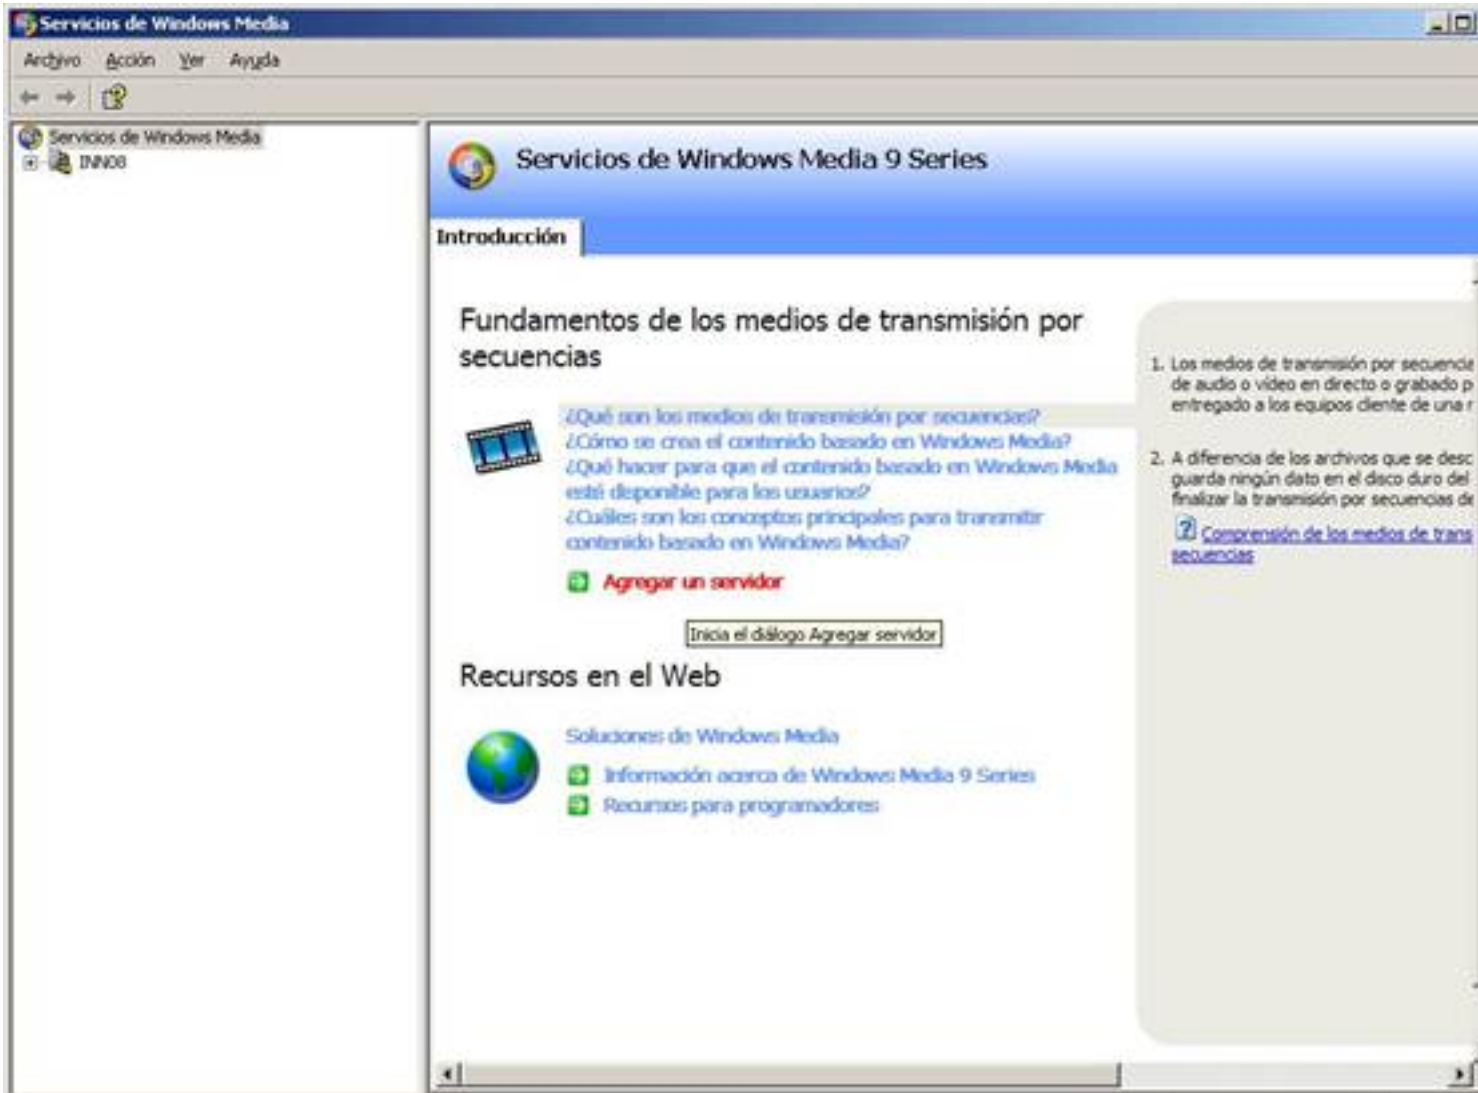 Servicios de Windows Media
Archivo Acción Ver Ayuda
Servicios de Windows Media
INN08
Servicios de Windows Media 9 Series
Introducción
Fundamentos de los medios de transmisión por
secuencias
¿Qué son los medios de transmisión por secuencias?
¿Cómo se crea el contenido basado en Windows Media?
¿Qué hacer para que el contenido basado en Windows Media
esté disponible para los usuarios?
¿Cuáles son los conceptos principales para transmitir
contenido basado en Windows Media?
Agregar un servidor
Inicia el diálogo Agregar servidor
Recursos en el Web
Soluciones de Windows Media
Información acerca de Windows Media 9 Series
Recursos para programadores
1. Los medios de transmisión por secuencia
de audio o vídeo en directo o grabado p
entregado a los equipos cliente de una r
2. A diferencia de los archivos que se desc
guarda ningún dato en el disco duro del
finalizar la transmisión por secuencias de
Comprensión de los medios de trans
secuencias